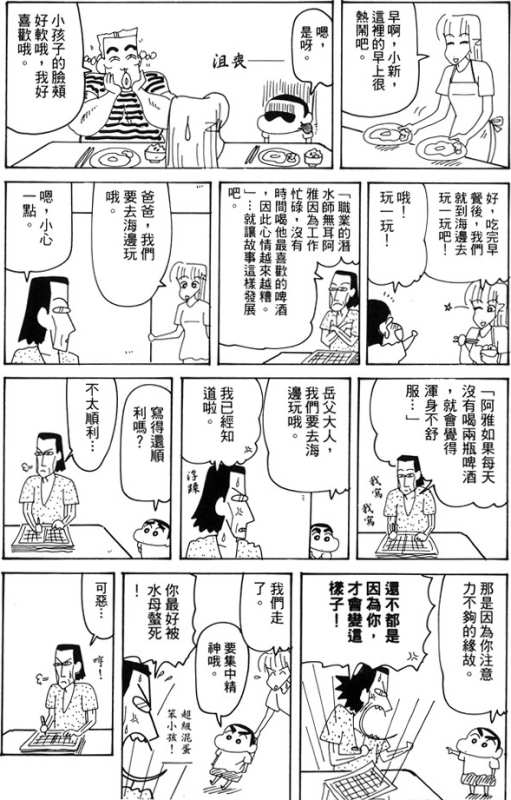 早啊，小新，
這裡的早上很
熱鬧吧。
嗯，
是呀。
沮喪——
小孩子的臉頰
好軟哦，我好
喜歡哦。
好，吃完早
餐後，我們
就到海邊去
玩一玩吧！
哦！
玩一玩！
「職業的潛
水師無耳阿
雅因為工作
忙碌，沒有
時間喝他最喜歡的啤酒
，因此心情越來越糟。
」…就讓故事這樣發展
吧。
爸爸，我們
要去海邊玩
哦。
嗯，小心
一點。
「阿雅如果每天
沒有喝兩瓶啤酒
，就會覺得
渾身不舒
服…」
我寫
我寫
岳父大人，
我們要去海
邊玩哦。
我已經知
道啦。
浮躁
寫得還順
利嗎？
不太順利…
那是因為你注意
力不夠的緣故。
還不都是
因為你，
才會變這
樣子！
我們走
了。
要集中精
神哦。
你最好被
水母螫死
！
超級混蛋
笨小孩！
可惡…
哼！